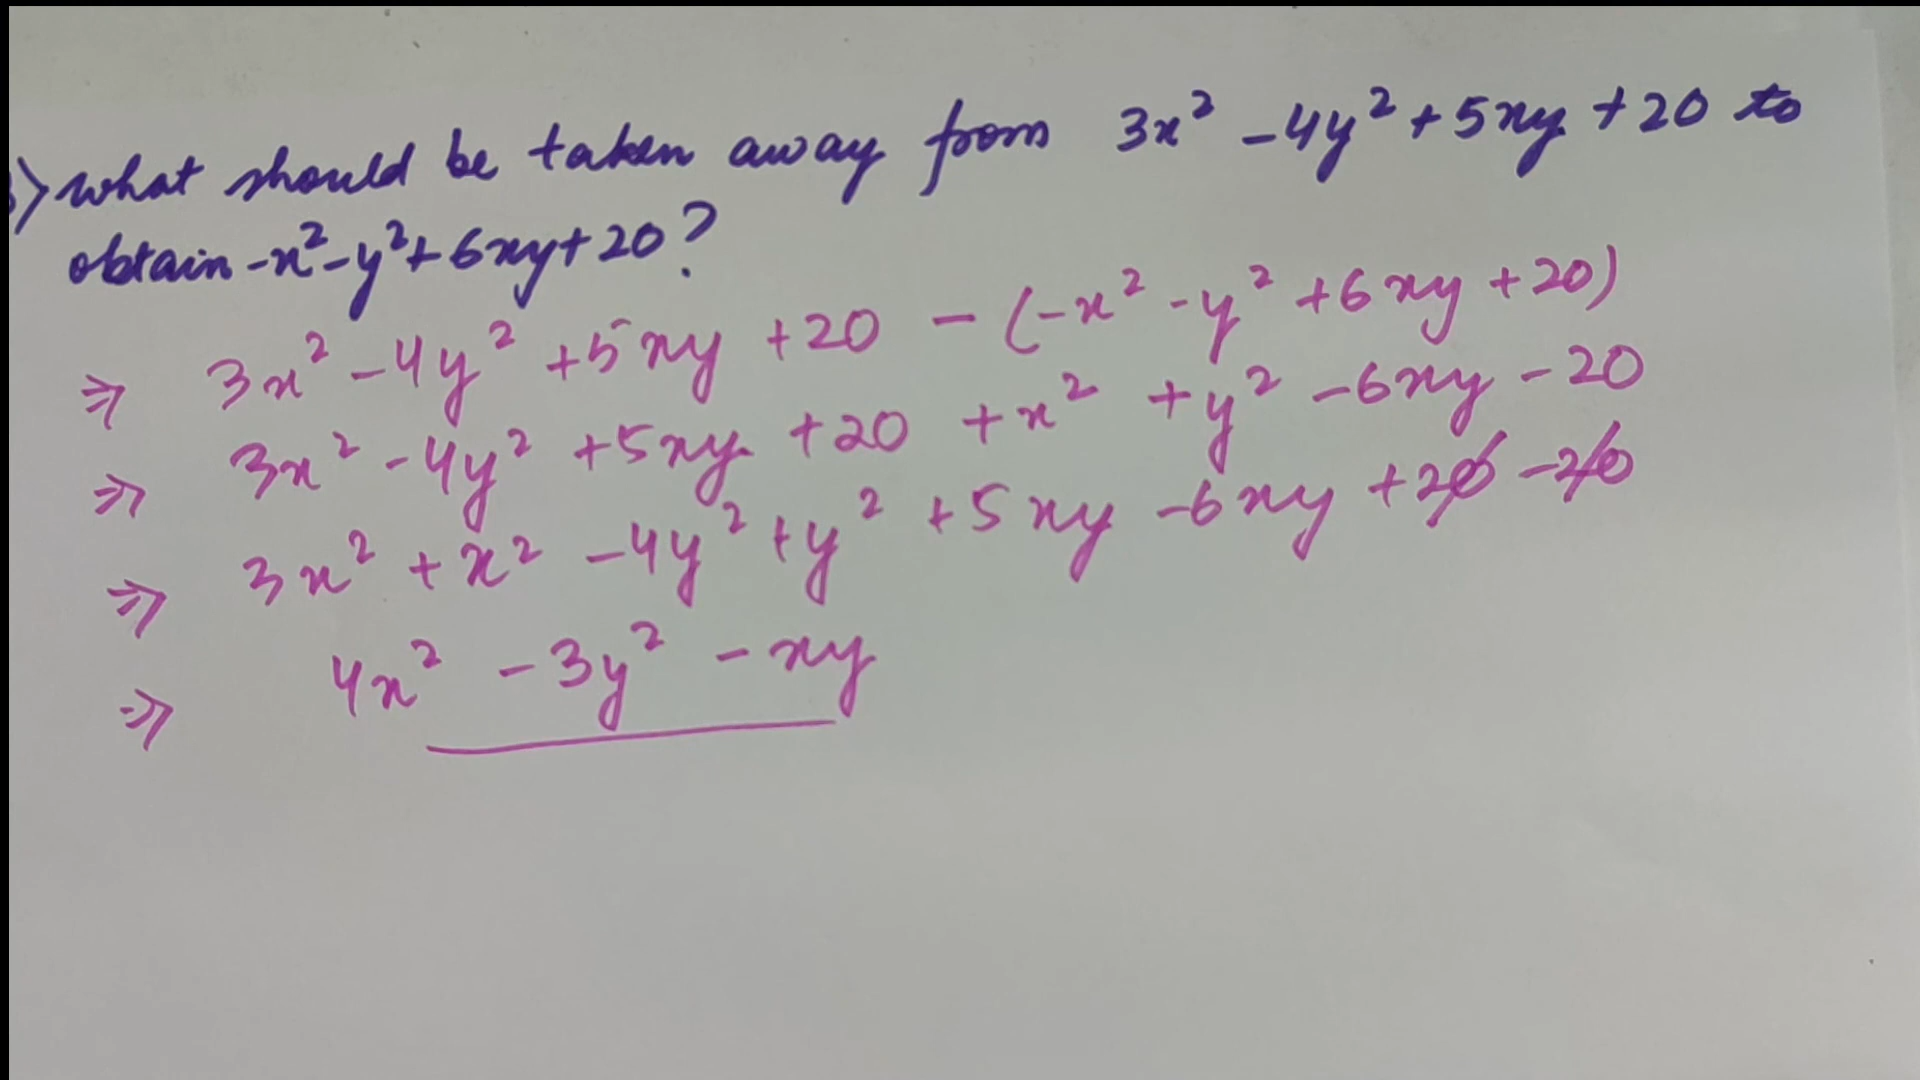 ) what should be taken away from 3x² - 4y² + 5xy + 20 to
obtain -x² - y² + 6xy + 20?
⇒ 3x² - 4y² + 5xy + 20 - (-x² - y² + 6xy + 20)
⇒ 3x² - 4y² + 5xy + 20 + x² + y² - 6xy - 20
⇒ 3x² + x² - 4y² + y² + 5xy - 6xy + 20 - 20
⇒ 4x² - 3y² - xy